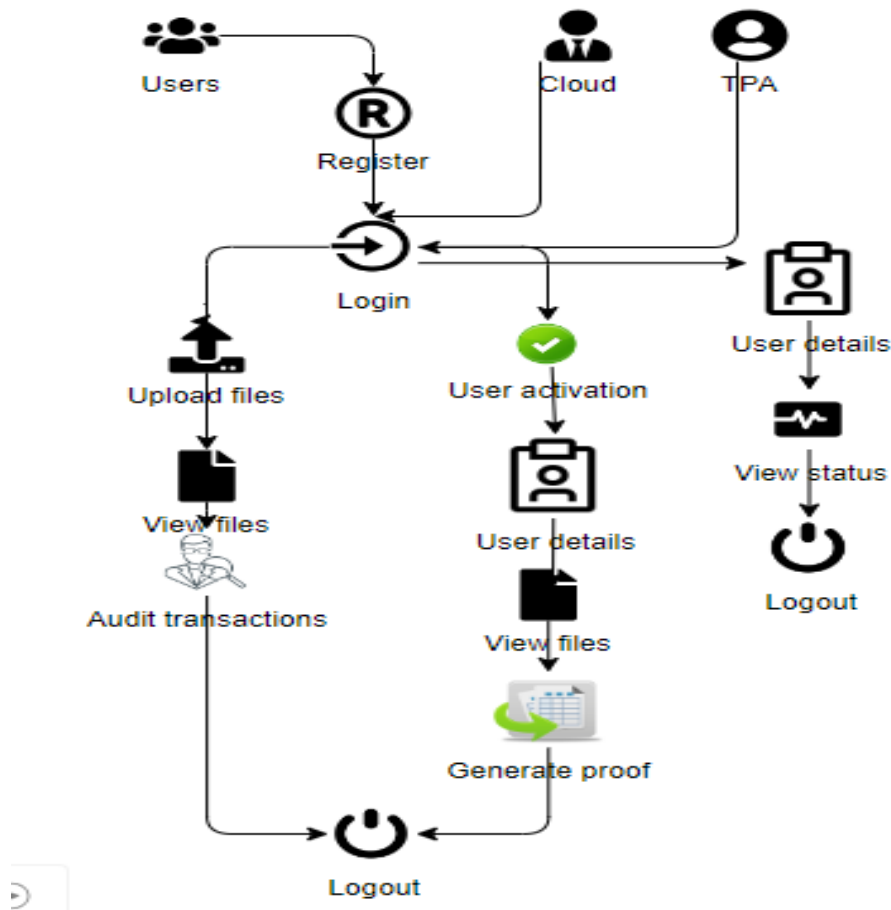 Users
Cloud
TPA
R
Register
Login
User details
Upload files
User activation
View status
View files
User details
Logout
Audit transactions
View files
Generate proof
Logout